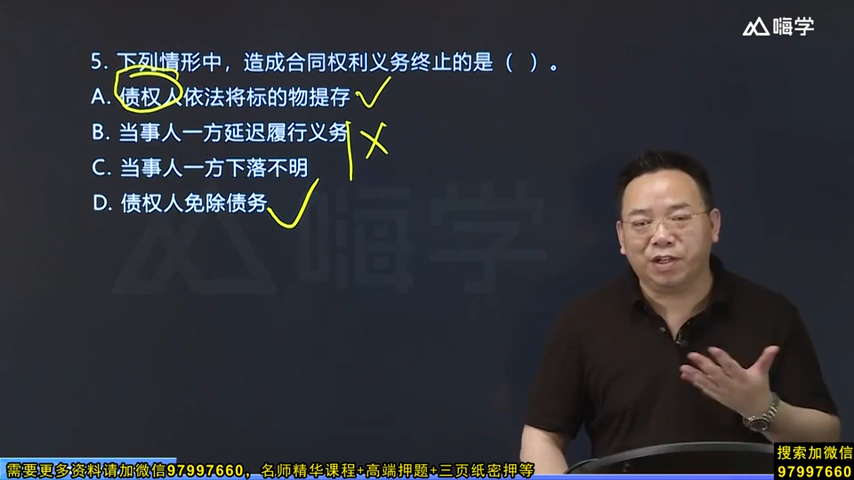 嗨学
5. 下列情形中，造成合同权利义务终止的是（ ）。
A. 债权人依法将标的物提存
B. 当事人一方延迟履行义务
C. 当事人一方下落不明
D. 债权人免除债务
嗨学
需要更多资料请加微信97997660，名师精华课程+高端押题+三页纸密押等
搜索加微信
97997660